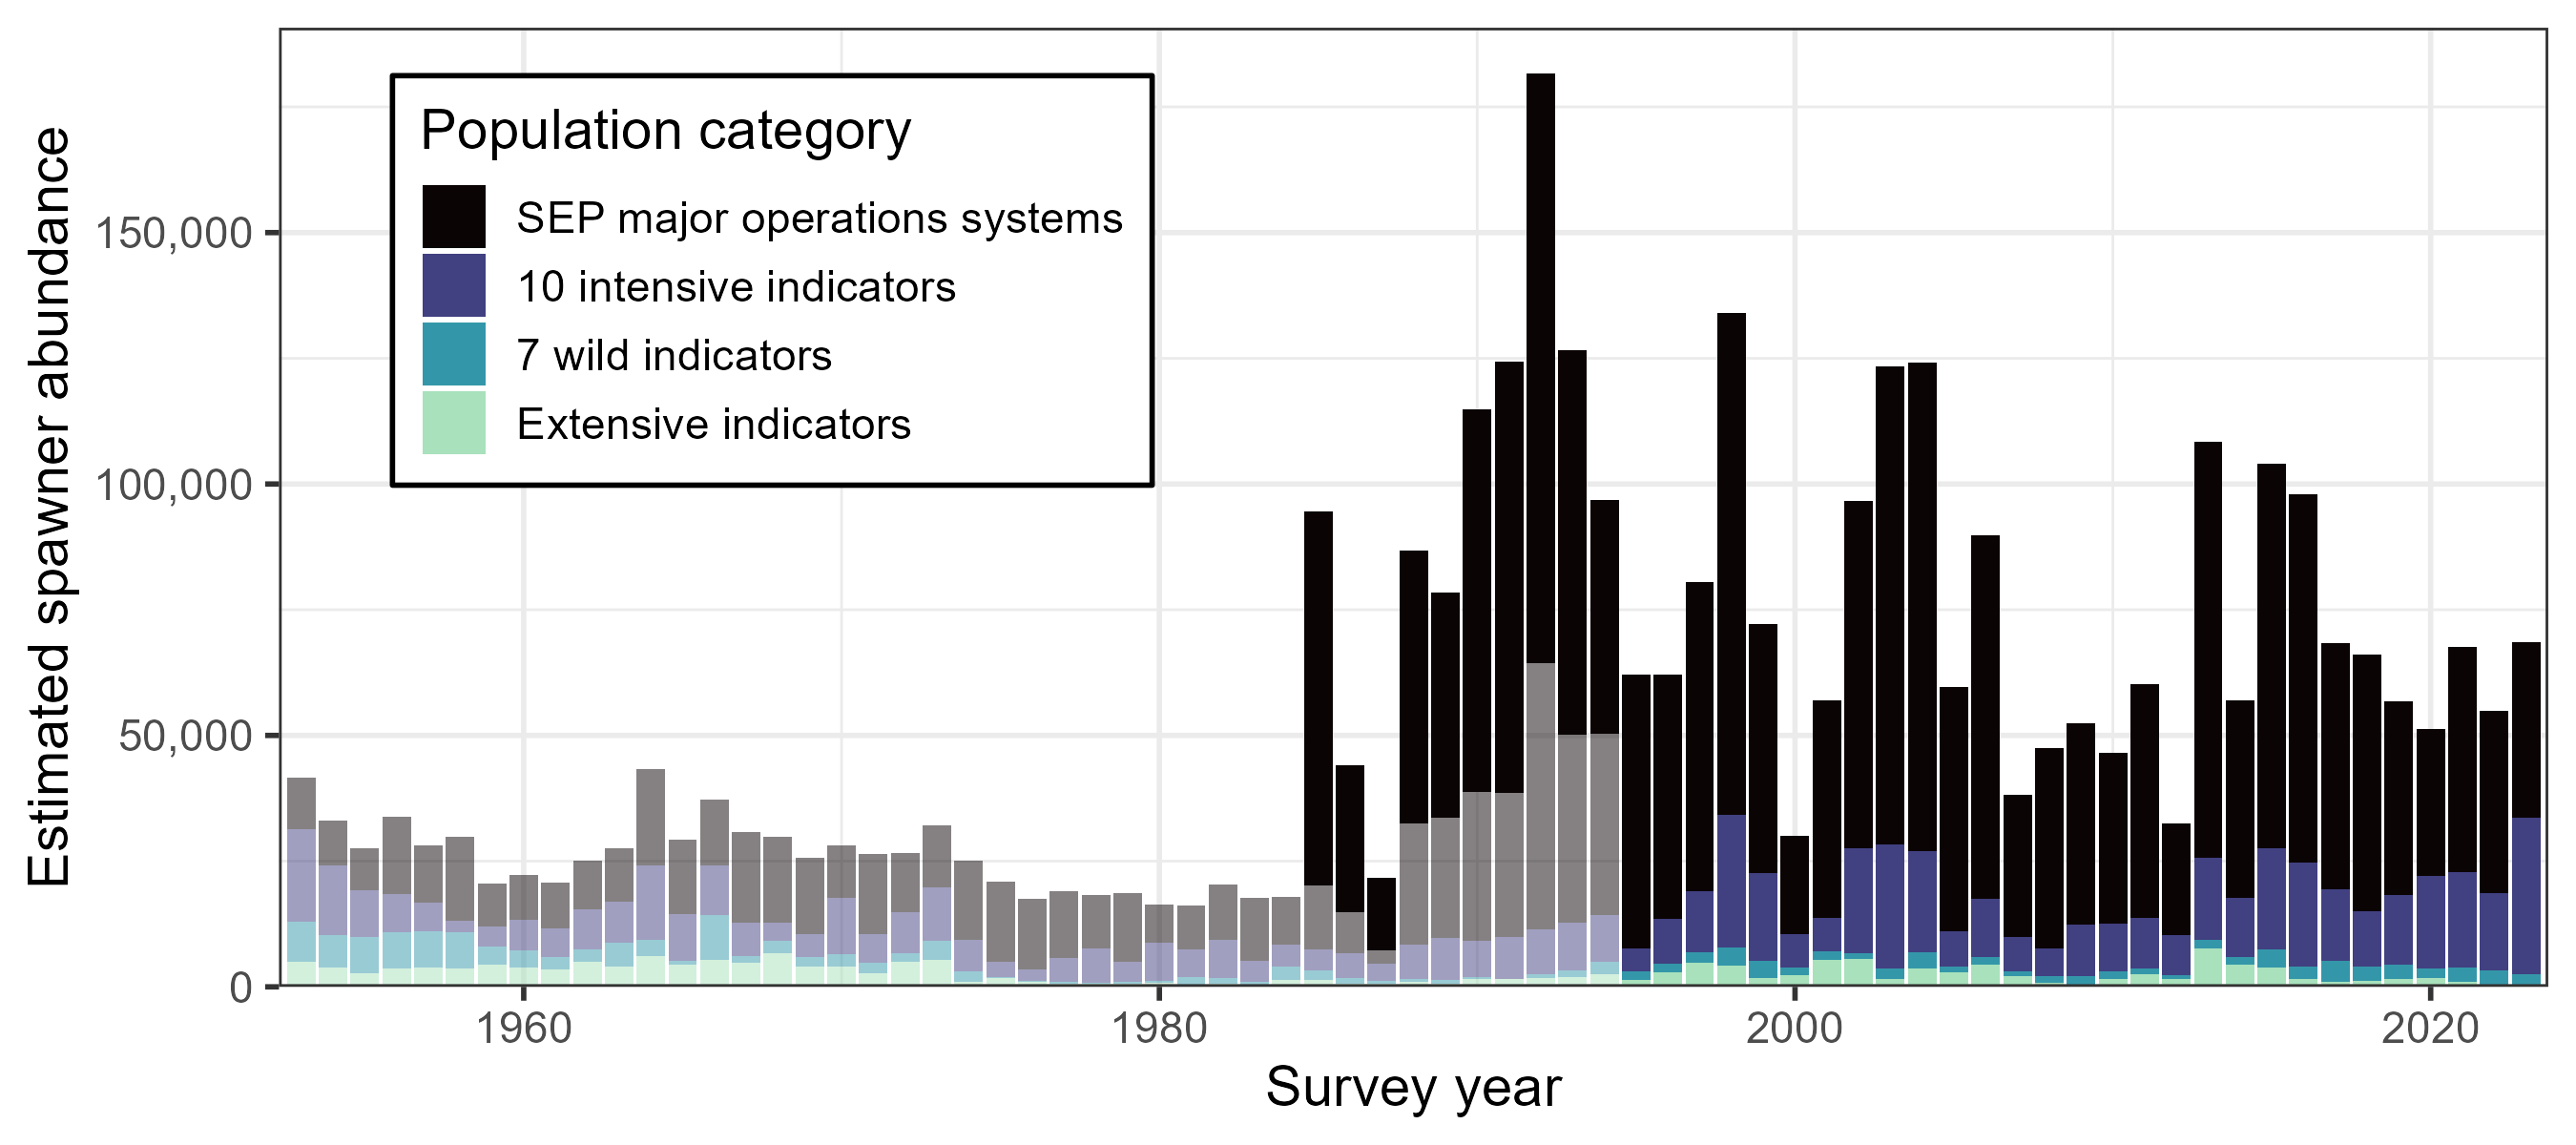 Estimated spawner abundance
150,000
100,000
50,000
0
Population category
SEP major operations systems
10 intensive indicators
7 wild indicators
Extensive indicators
1960
1980
2000
2020
Survey year